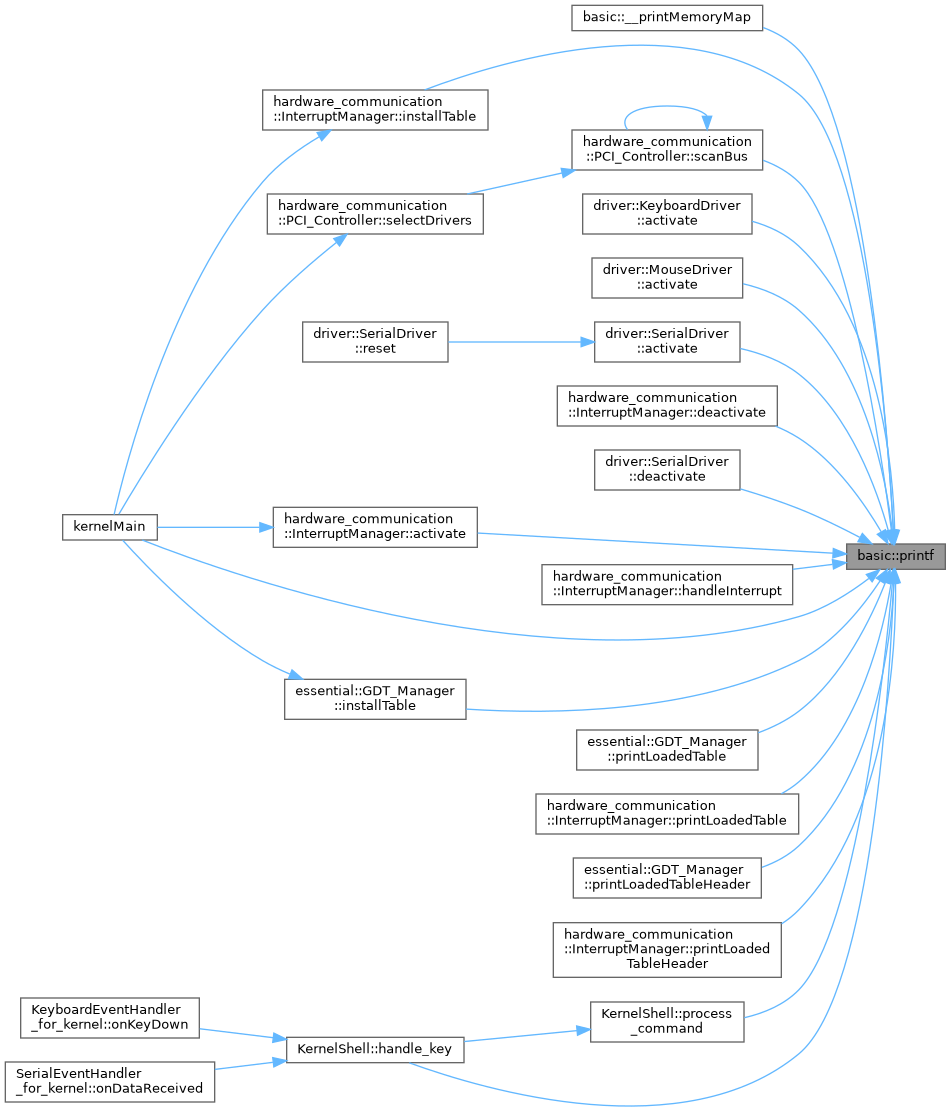 basic::__printMemoryMap
hardware_communication
::InterruptManager::installTable
hardware_communication
::PCI_Controller::scanBus
hardware_communication
::PCI_Controller::selectDrivers
driver::KeyboardDriver
::activate
driver::MouseDriver
::activate
driver::SerialDriver
::reset
driver::SerialDriver
::activate
hardware_communication
::InterruptManager::deactivate
driver::SerialDriver
::deactivate
kernelMain
hardware_communication
::InterruptManager::activate
basic::printf
hardware_communication
::InterruptManager::handleInterrupt
essential::GDT_Manager
::installTable
essential::GDT_Manager
::printLoadedTable
hardware_communication
::InterruptManager::printLoadedTable
essential::GDT_Manager
::printLoadedTableHeader
hardware_communication
::InterruptManager::printLoaded
TableHeader
KeyboardEventHandler
_for_kernel::onKeyDown
KernelShell::process
_command
KernelShell::handle_key
SerialEventHandler
_for_kernel::onDataReceived